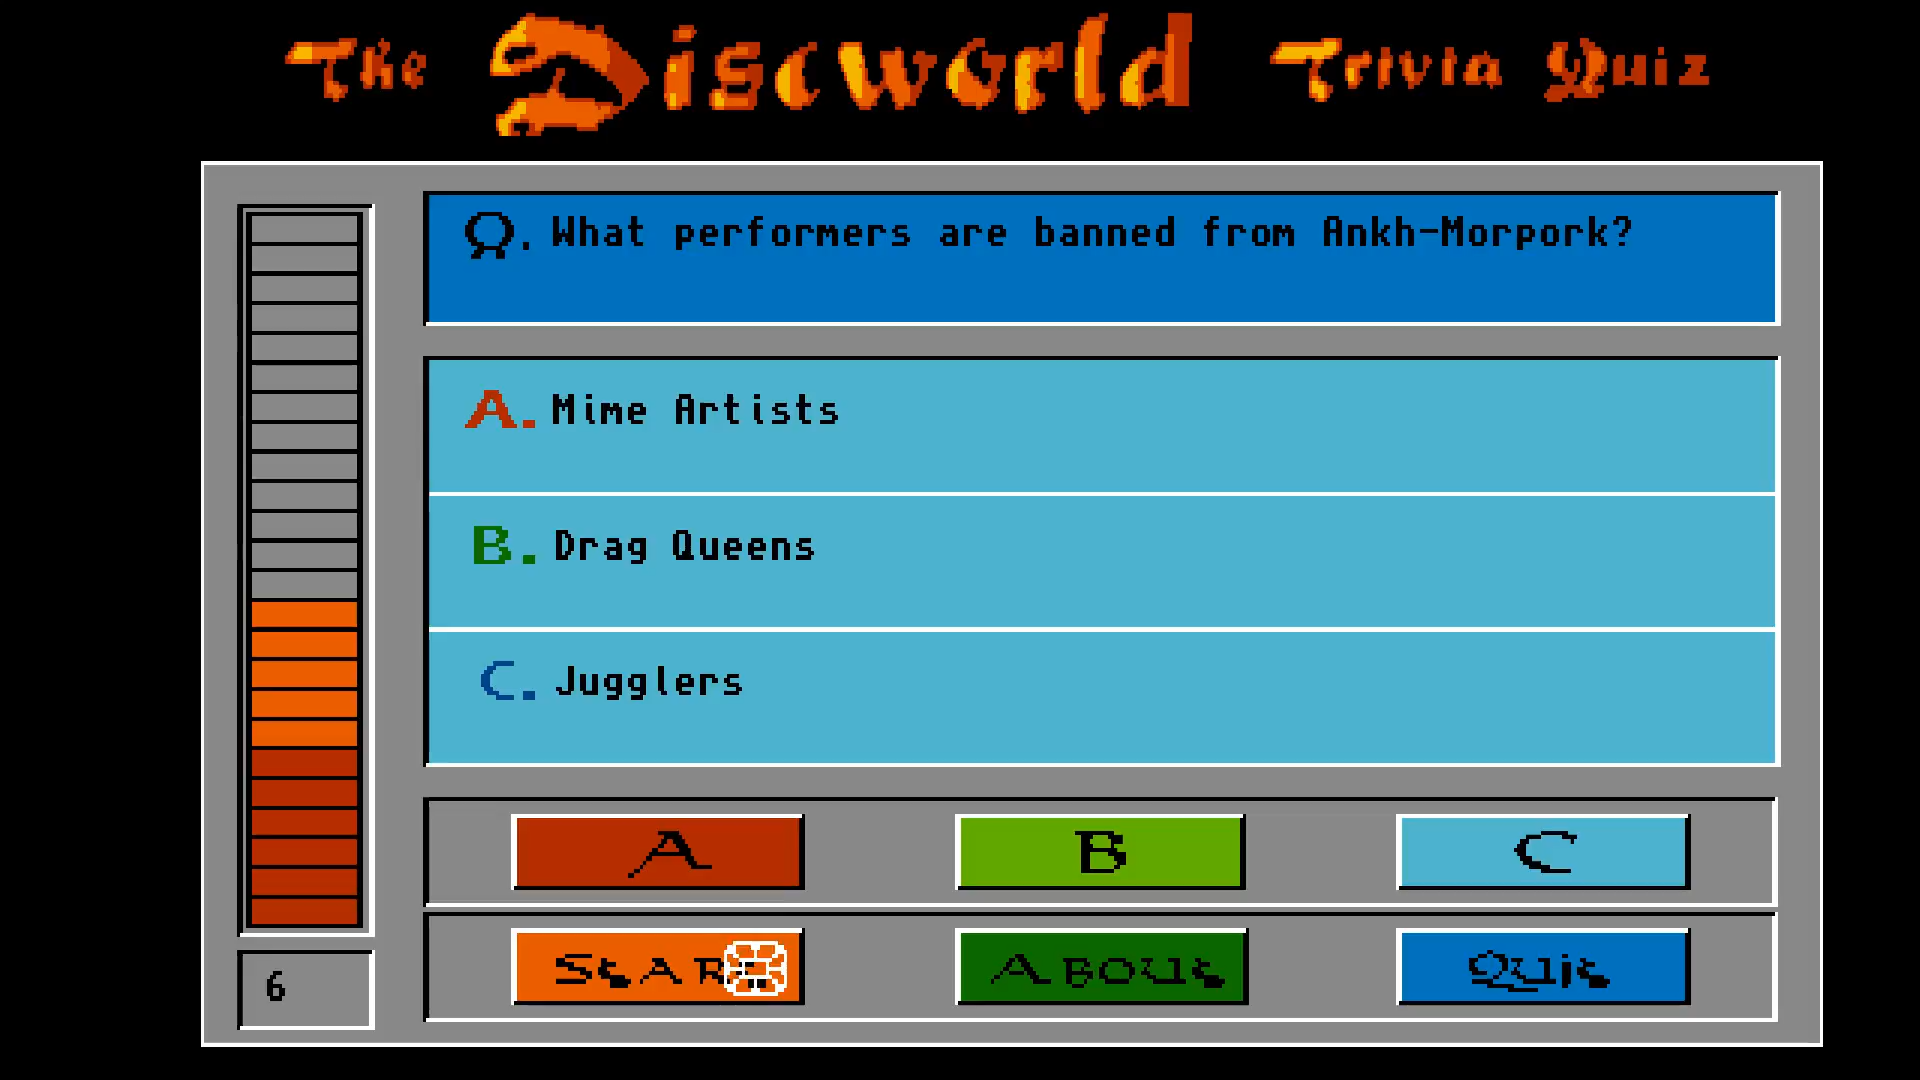 The Discworld Trivia Quiz
Q. What performers are banned from Ankh-Morpork?
A. Mime Artists
B. Drag Queens
C. Jugglers
A B C
Start About Quit
6